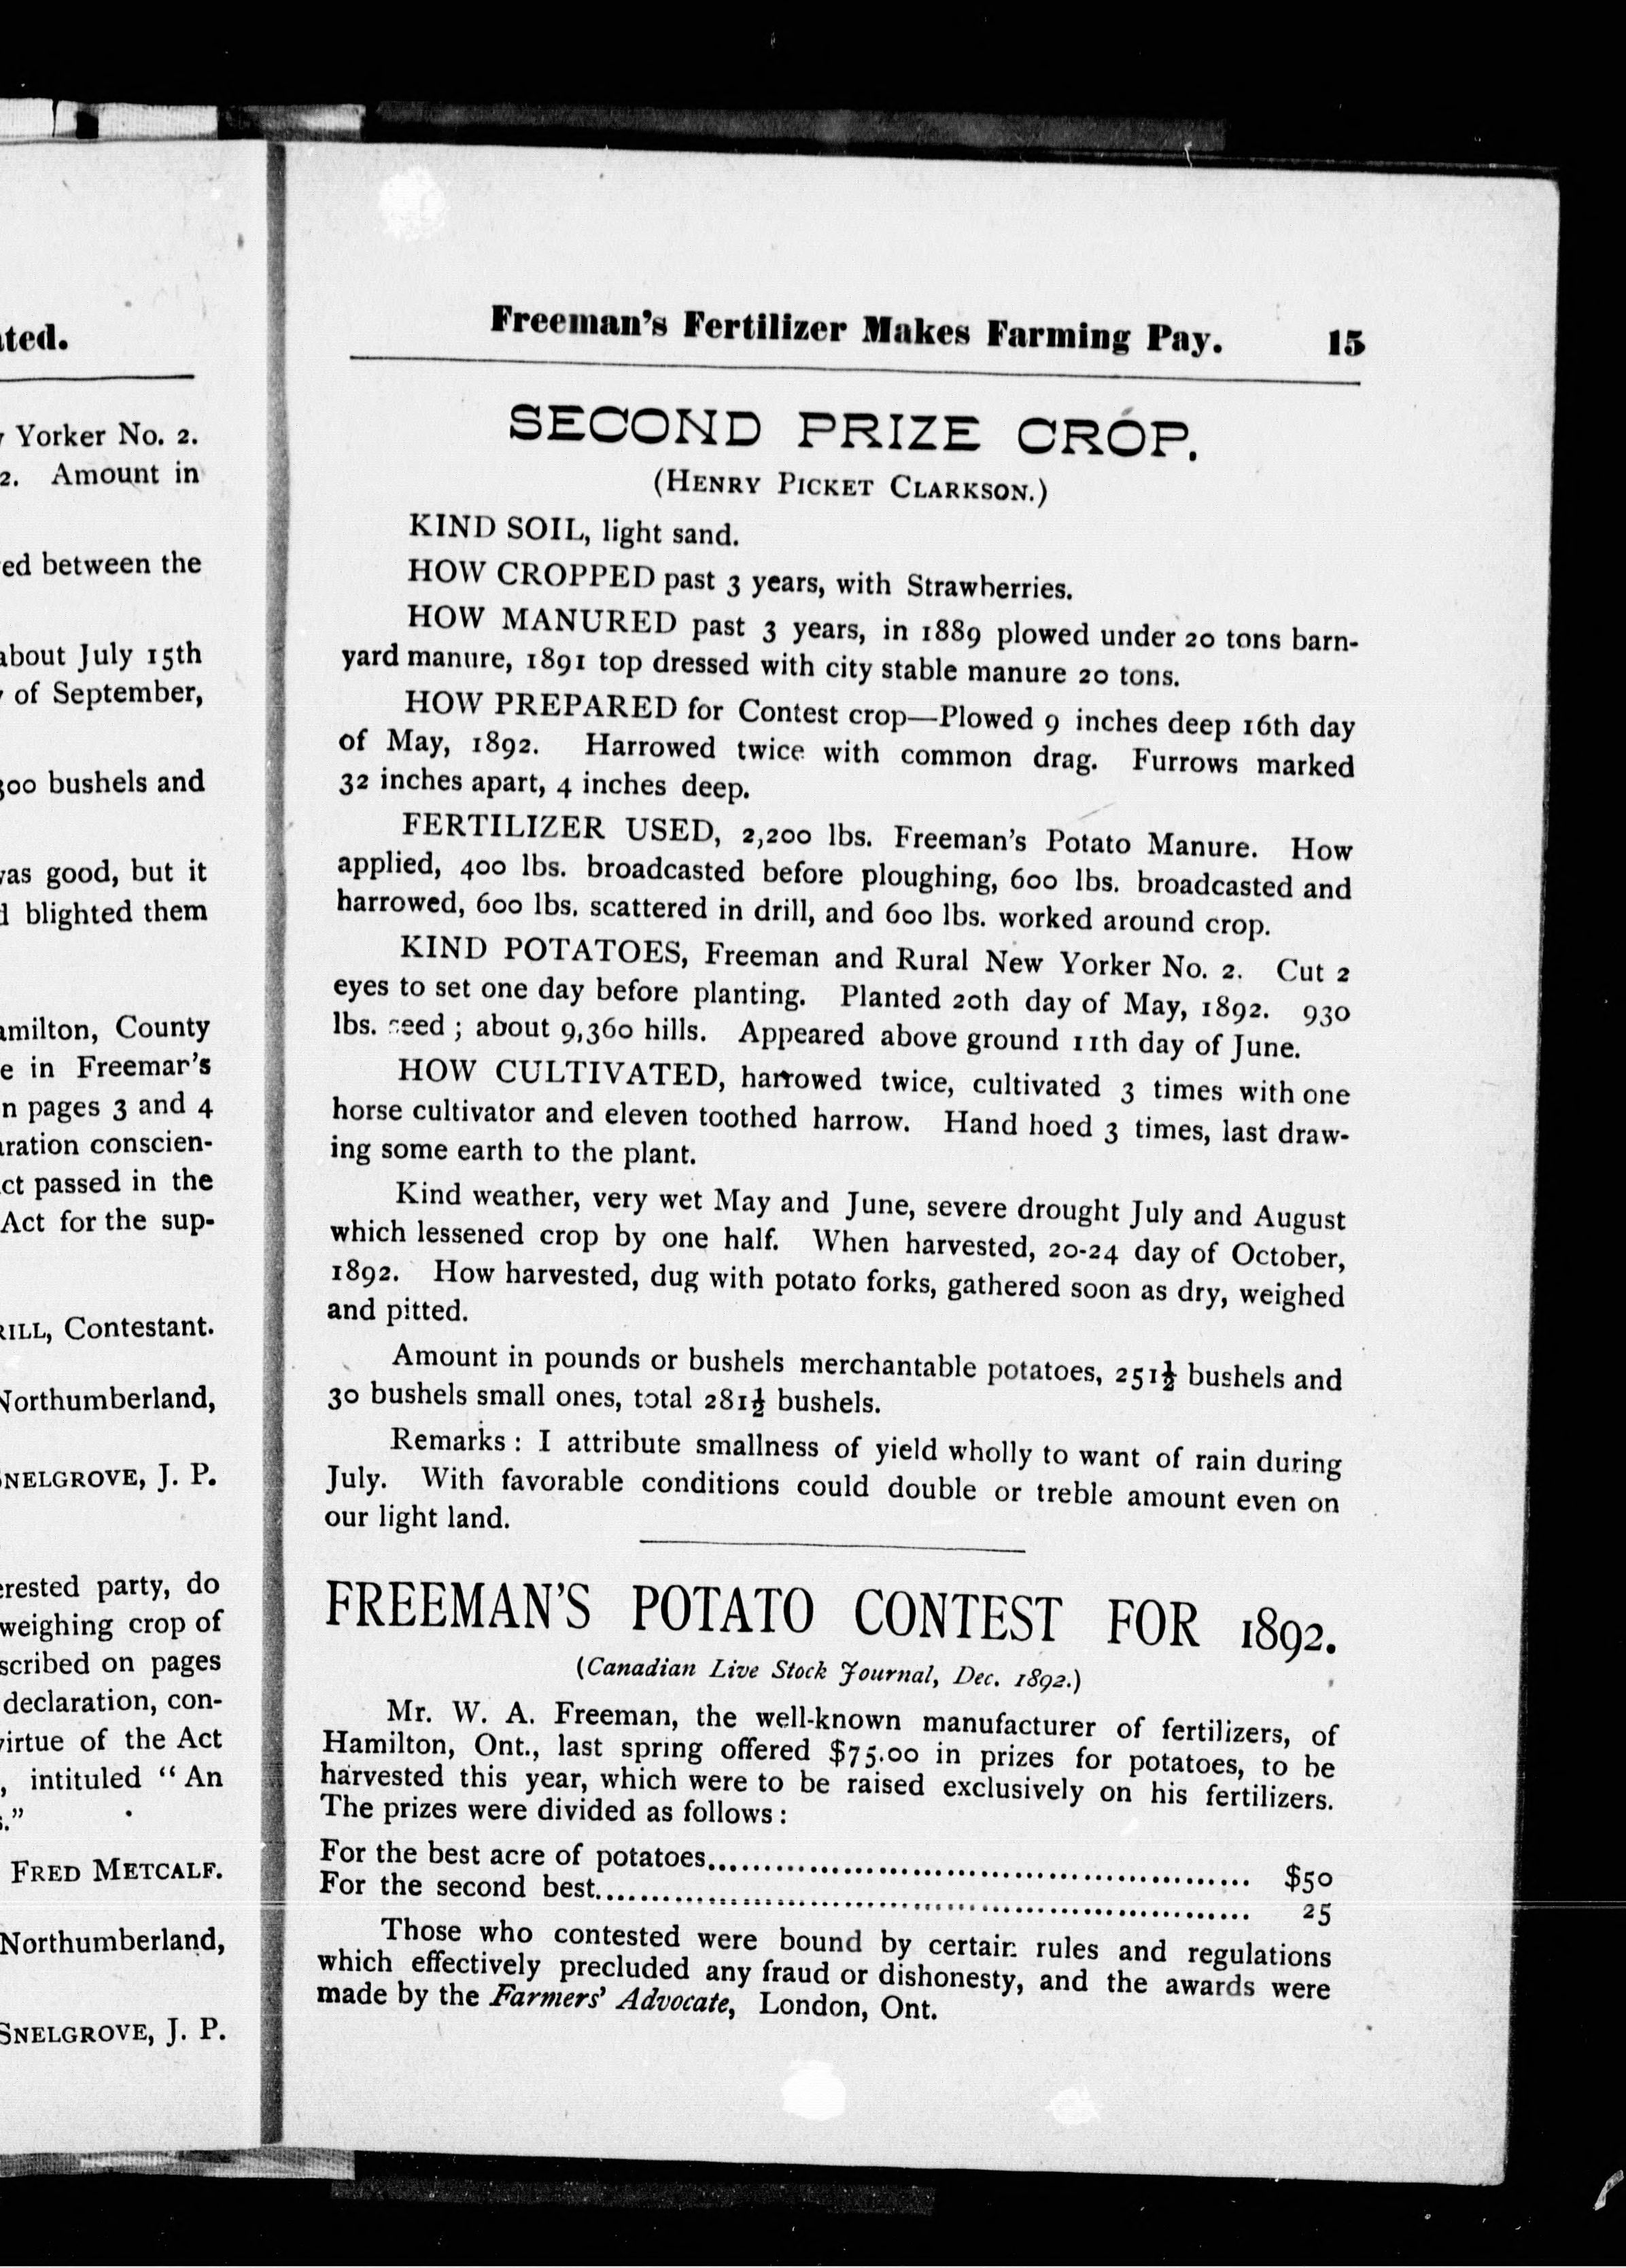 ted.
Yorker No. 2.
2. Amount in
ed between the
about July 15th
of September,
300 bushels and
was good, but it
blighted them
amilton, County
e in Freemar's
n pages 3 and 4
aration conscien-
ct passed in the
Act for the sup-
RILL, Contestant.
Northumberland,
SNELGROVE, J. P.
erested party, do
weighing crop of
scribed on pages
declaration, con-
virtue of the Act
, intituled "An
s."
FRED METCALF.
Northumberland,
SNELGROVE, J. P.
Freeman's Fertilizer Makes Farming Pay. 15
SECOND PRIZE CROP.
(HENRY PICKET CLARKSON.)
KIND SOIL, light sand.
HOW CROPPED past 3 years, with Strawberries.
HOW MANURED past 3 years, in 1889 plowed under 20 tons barn-
yard manure, 1891 top dressed with city stable manure 20 tons.
HOW PREPARED for Contest crop—Plowed 9 inches deep 16th day
of May, 1892. Harrowed twice with common drag. Furrows marked
32 inches apart, 4 inches deep.
FERTILIZER USED, 2,200 lbs. Freeman's Potato Manure. How
applied, 400 lbs. broadcasted before ploughing, 600 lbs. broadcasted and
harrowed, 600 lbs. scattered in drill, and 600 lbs. worked around crop.
KIND POTATOES, Freeman and Rural New Yorker No. 2. Cut 2
eyes to set one day before planting. Planted 20th day of May, 1892. 930
lbs. seed ; about 9,360 hills. Appeared above ground 11th day of June.
HOW CULTIVATED, harrowed twice, cultivated 3 times with one
horse cultivator and eleven toothed harrow. Hand hoed 3 times, last draw-
ing some earth to the plant.
Kind weather, very wet May and June, severe drought July and August
which lessened crop by one half. When harvested, 20-24 day of October,
1892. How harvested, dug with potato forks, gathered soon as dry, weighed
and pitted.
Amount in pounds or bushels merchantable potatoes, 251½ bushels and
30 bushels small ones, total 281½ bushels.
Remarks : I attribute smallness of yield wholly to want of rain during
July. With favorable conditions could double or treble amount even on
our light land.
FREEMAN'S POTATO CONTEST FOR 1892.
(Canadian Live Stock Journal, Dec. 1892.)
Mr. W. A. Freeman, the well-known manufacturer of fertilizers, of
Hamilton, Ont., last spring offered $75.00 in prizes for potatoes, to be
harvested this year, which were to be raised exclusively on his fertilizers.
The prizes were divided as follows :
For the best acre of potatoes.......................................................... $50
For the second best...................................................................... 25
Those who contested were bound by certain rules and regulations
which effectively precluded any fraud or dishonesty, and the awards were
made by the Farmers' Advocate, London, Ont.